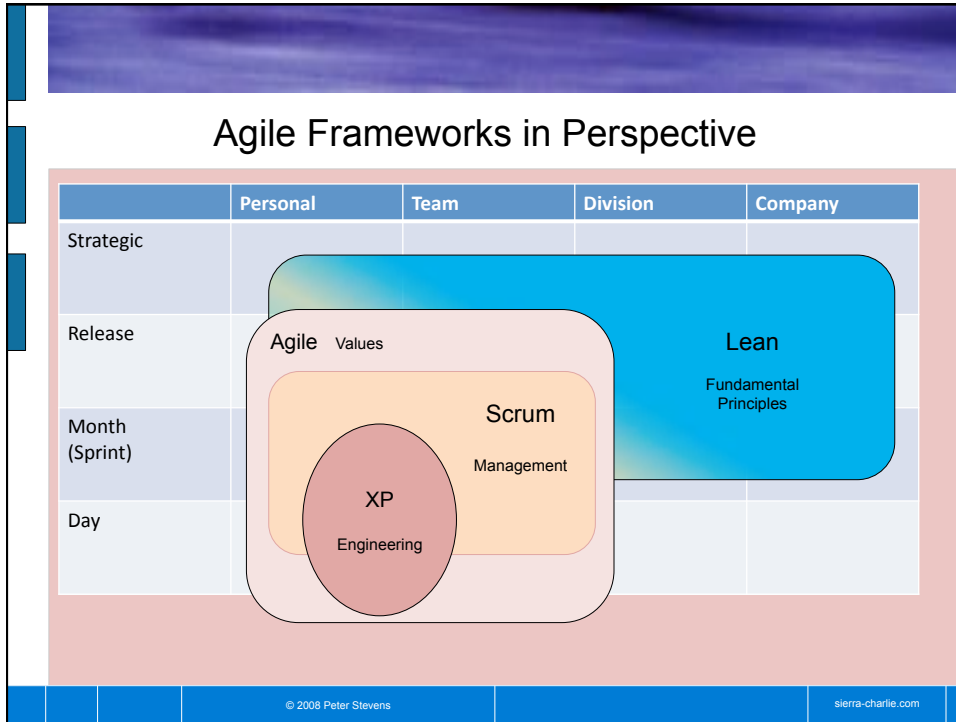 Agile Frameworks in Perspective
Personal Team Division Company
Strategic
Release
Agile Values
Lean
Fundamental
Principles
Scrum
Month
(Sprint)
Management
XP
Day
Engineering
© 2008 Peter Stevens
sierra-charlie.com